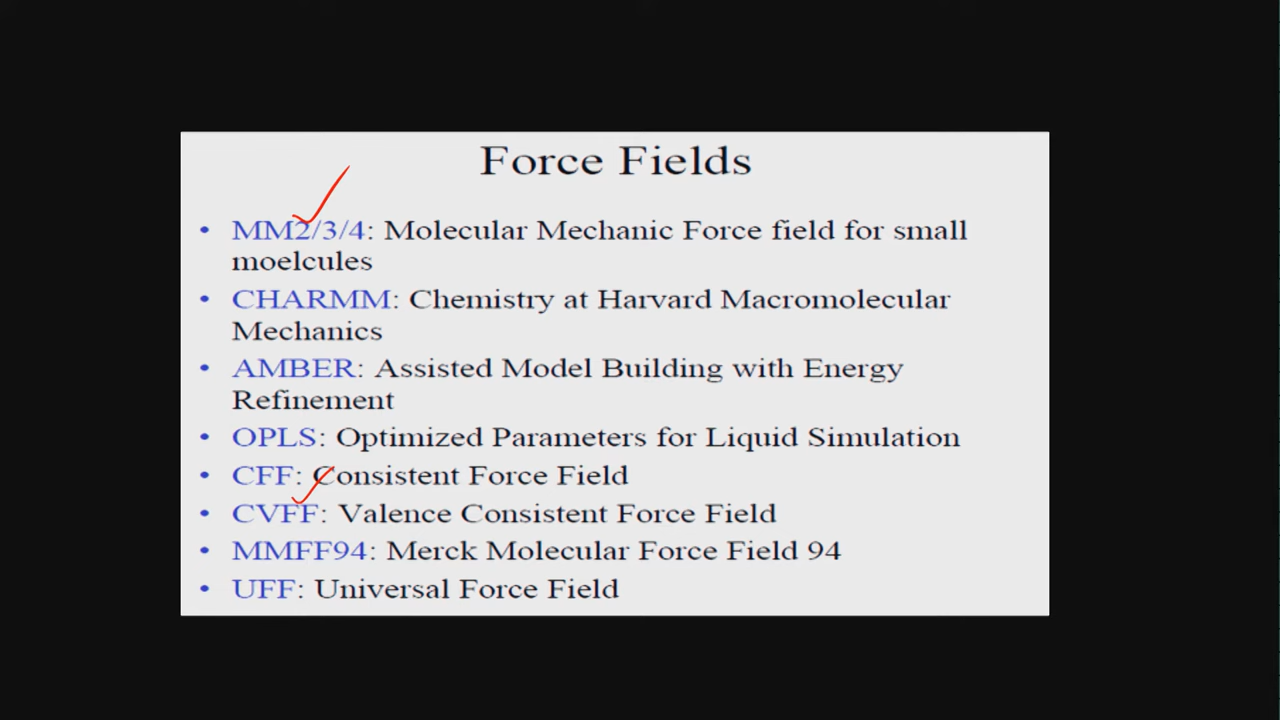 Force Fields
• MM2/3/4: Molecular Mechanic Force field for small
moelcules
• CHARMM: Chemistry at Harvard Macromolecular
Mechanics
• AMBER: Assisted Model Building with Energy
Refinement
• OPLS: Optimized Parameters for Liquid Simulation
• CFF: Consistent Force Field
• CVFF: Valence Consistent Force Field
• MMFF94: Merck Molecular Force Field 94
• UFF: Universal Force Field